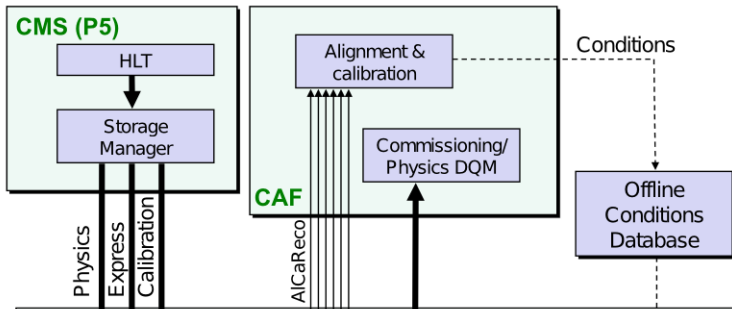 CMS (P5)
HLT
Storage
Manager
Physics
Express
Calibration
Alignment &
calibration
Commissioning/
Physics DQM
CAF
AlCaReco
Conditions
Offline
Conditions
Database